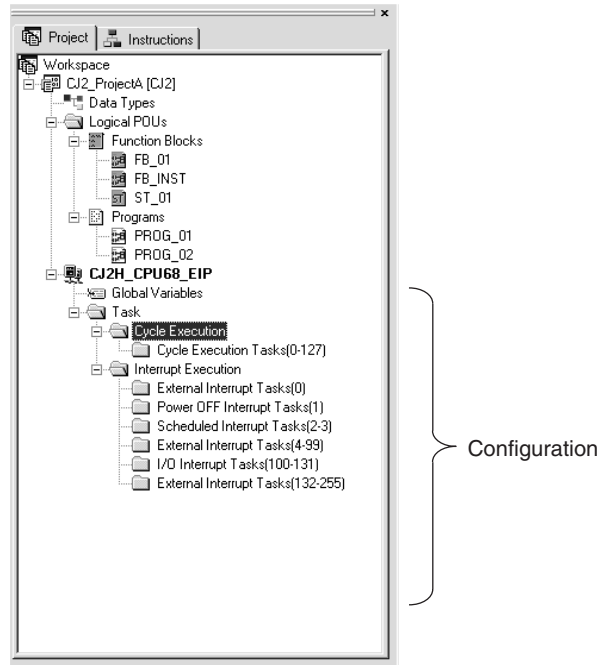 Project
Instructions
Workspace
CJ2_ProjectA [CJ2]
Data Types
Logical POUs
Function Blocks
FB_01
FB_INST
ST_01
Programs
PROG_01
PROG_02
CJ2H_CPU68_EIP
Global Variables
Task
Cycle Execution
Cycle Execution Tasks(0-127)
Interrupt Execution
External Interrupt Tasks(0)
Power OFF Interrupt Tasks(1)
Scheduled Interrupt Tasks(2-3)
External Interrupt Tasks(4-99)
I/O Interrupt Tasks(100-131)
External Interrupt Tasks(132-255)
Configuration